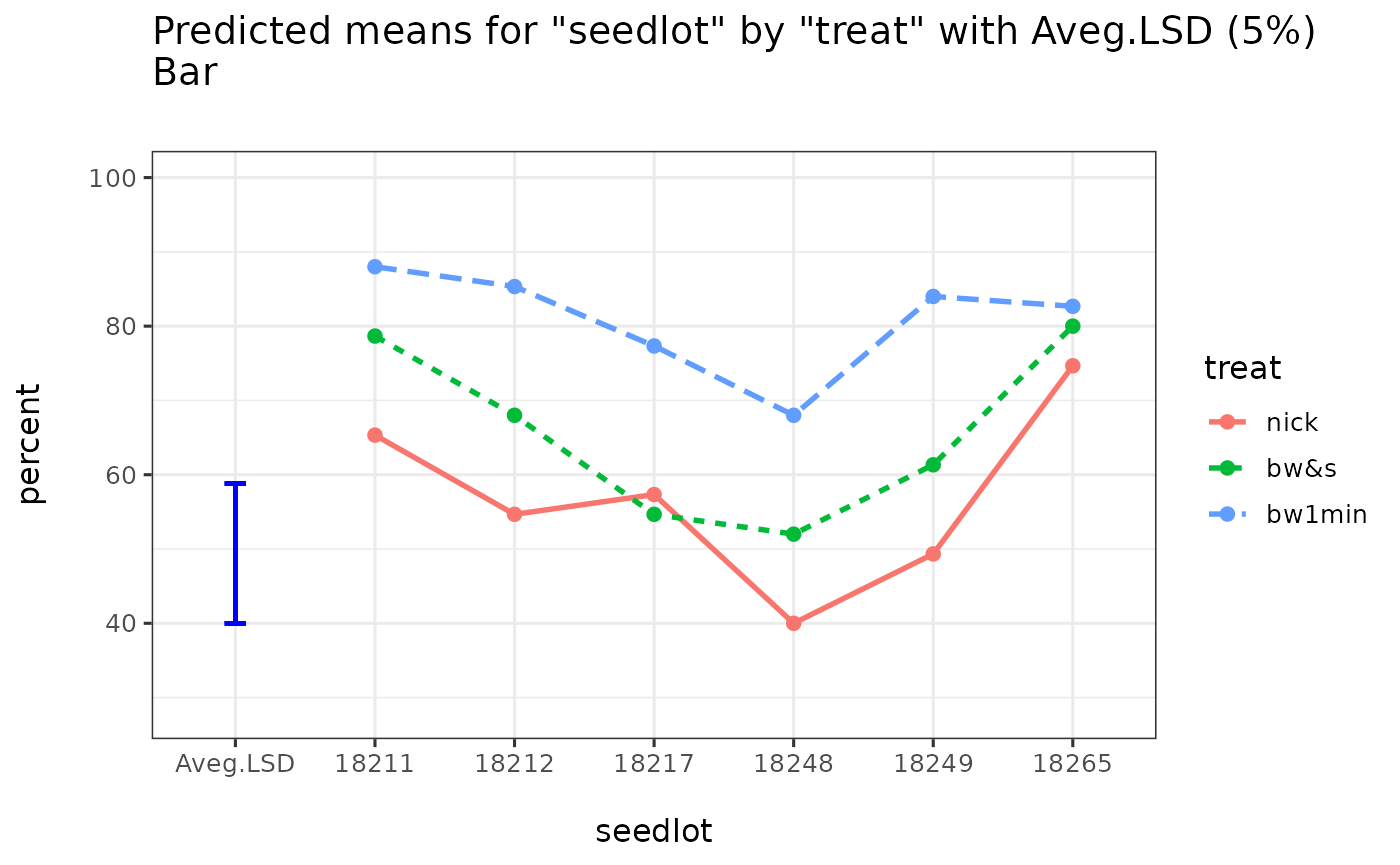 Predicted means for "seedlot" by "treat" with Aveg.LSD (5%)
Bar
100
80
60
40
percent
Aveg.LSD 18211 18212 18217 18248 18249 18265
seedlot
treat
nick
bw&s
bw1min